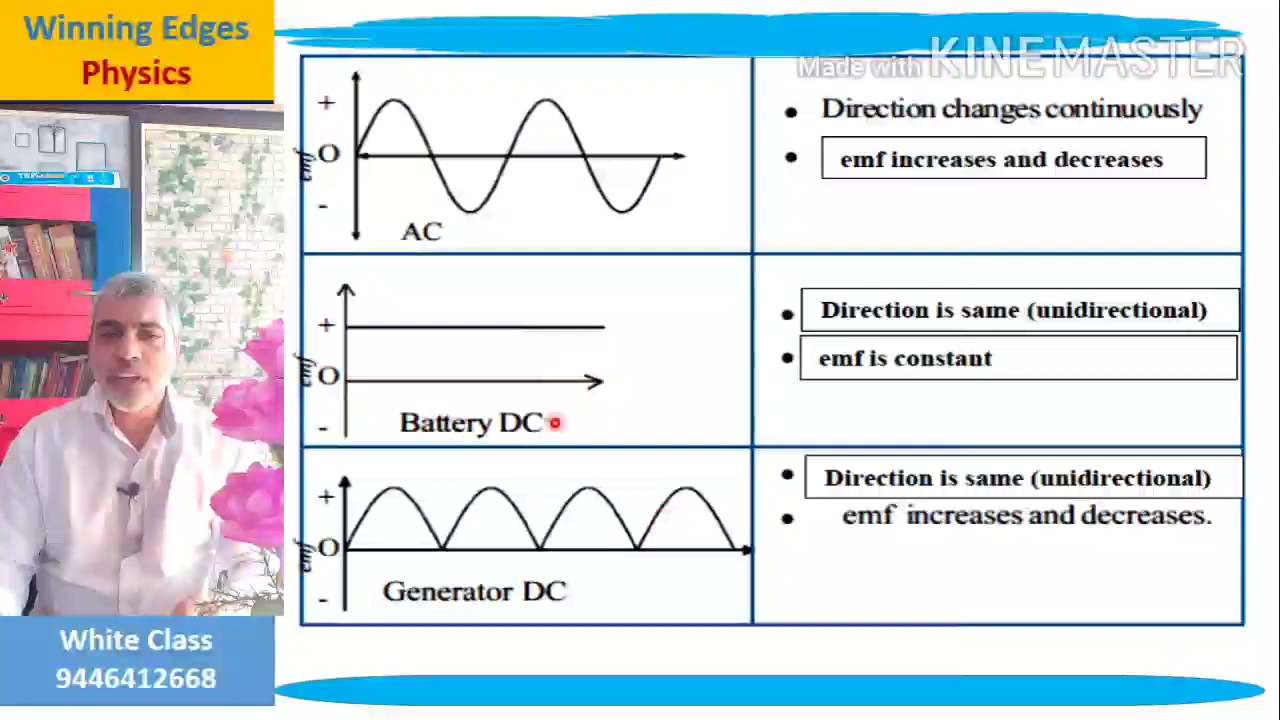 Winning Edges
Physics
Made with KINEMASTER
+
O
emf
-
AC
• Direction changes continuously
• emf increases and decreases
+
O
emf
-
Battery DC
• Direction is same (unidirectional)
• emf is constant
+
O
emf
-
Generator DC
• Direction is same (unidirectional)
• emf increases and decreases.
White Class
9446412668